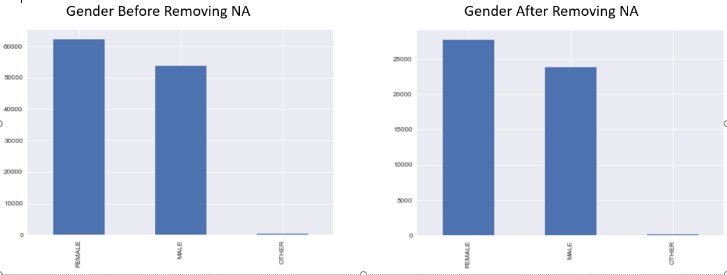 Gender Before Removing NA
60000
50000
40000
30000
20000
10000
0
FEMALE
MALE
OTHER
Gender After Removing NA
25000
20000
15000
10000
5000
0
FEMALE
MALE
OTHER